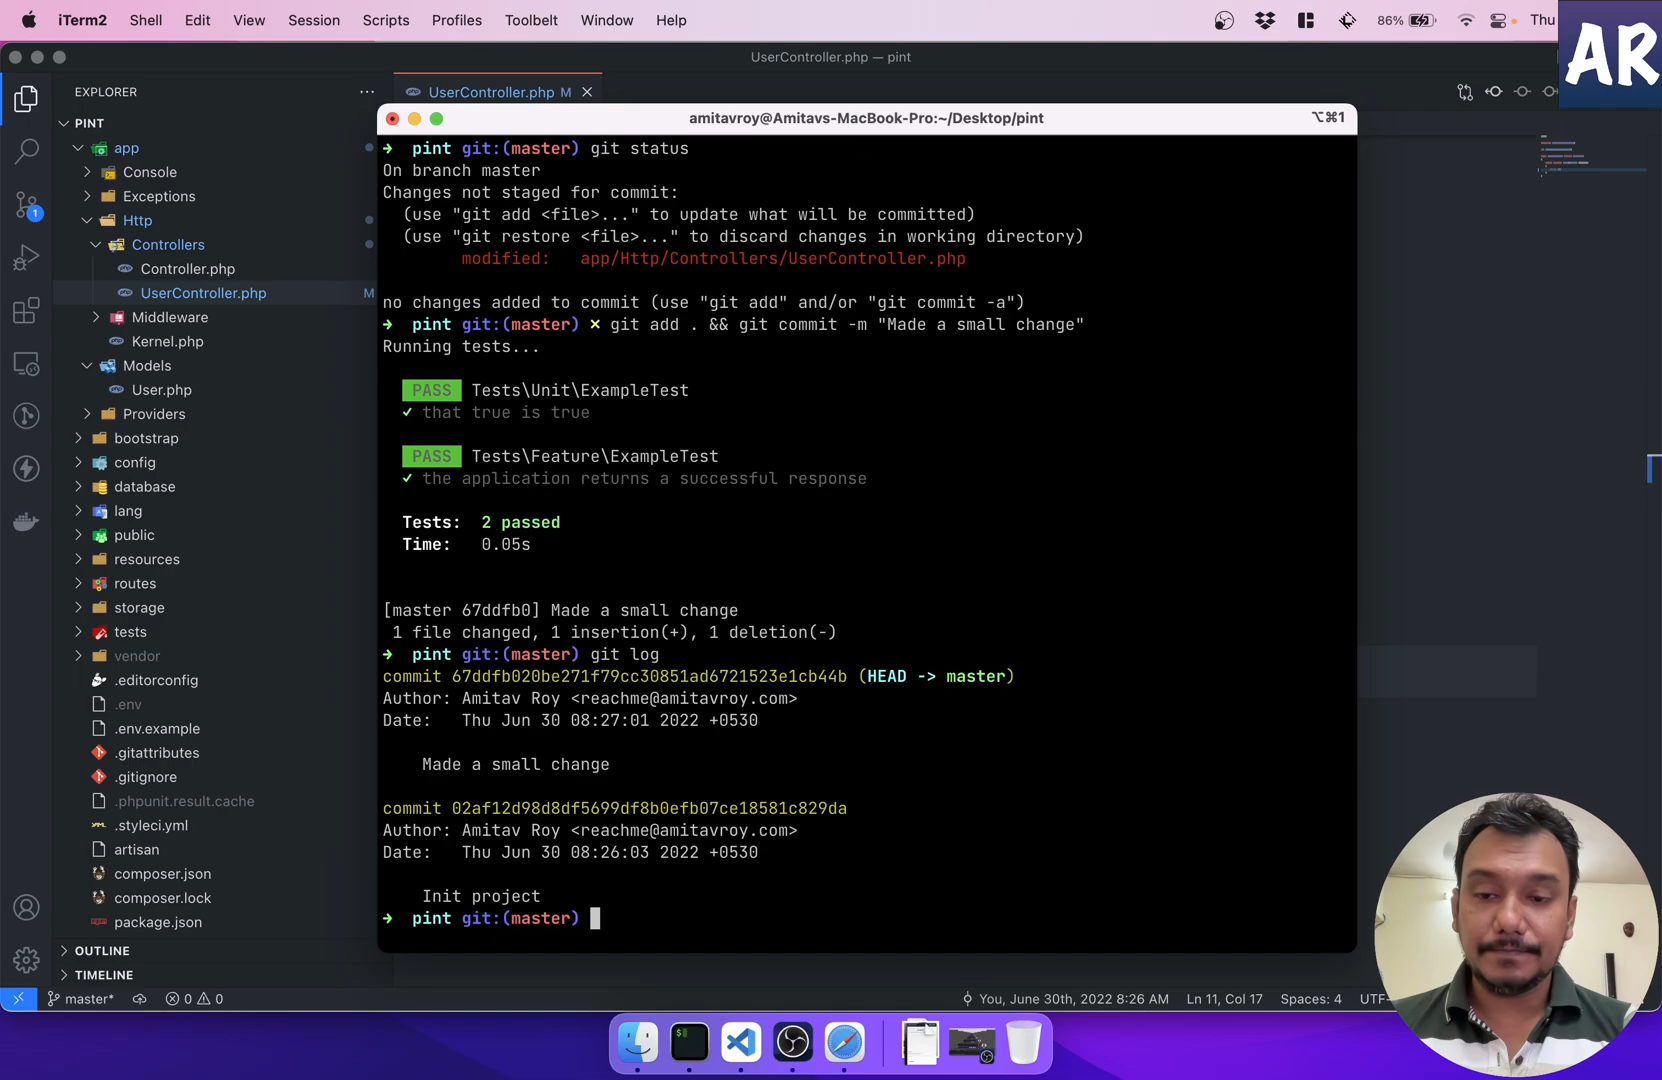 iTerm2 Shell Edit View Session Scripts Profiles Toolbelt Window Help 86% Thu
AR
UserController.php — pint
EXPLORER
UserController.php M
PINT
app
Console
Exceptions
Http
Controllers
Controller.php
UserController.php M
Middleware
Kernel.php
Models
User.php
Providers
bootstrap
config
database
lang
public
resources
routes
storage
tests
vendor
.editorconfig
.env
.env.example
.gitattributes
.gitignore
.phpunit.result.cache
.styleci.yml
artisan
composer.json
composer.lock
package.json
OUTLINE
TIMELINE
1
amitavroy@Amitavs-MacBook-Pro:~/Desktop/pint ⌥⌘1
➜ pint git:(master) git status
On branch master
Changes not staged for commit:
(use "git add <file>..." to update what will be committed)
(use "git restore <file>..." to discard changes in working directory)
modified: app/Http/Controllers/UserController.php
no changes added to commit (use "git add" and/or "git commit -a")
➜ pint git:(master) ✗ git add . && git commit -m "Made a small change"
Running tests...
PASS Tests\Unit\ExampleTest
✓ that true is true
PASS Tests\Feature\ExampleTest
✓ the application returns a successful response
Tests: 2 passed
Time: 0.05s
[master 67ddfb0] Made a small change
1 file changed, 1 insertion(+), 1 deletion(-)
➜ pint git:(master) git log
commit 67ddfb020be271f79cc30851ad6721523e1cb44b (HEAD -> master)
Author: Amitav Roy <reachme@amitavroy.com>
Date: Thu Jun 30 08:27:01 2022 +0530
Made a small change
commit 02af12d98d8df5699df8b0efb07ce18581c829da
Author: Amitav Roy <reachme@amitavroy.com>
Date: Thu Jun 30 08:26:03 2022 +0530
Init project
➜ pint git:(master)
master* 0 0 You, June 30th, 2022 8:26 AM Ln 11, Col 17 Spaces: 4 UTF-